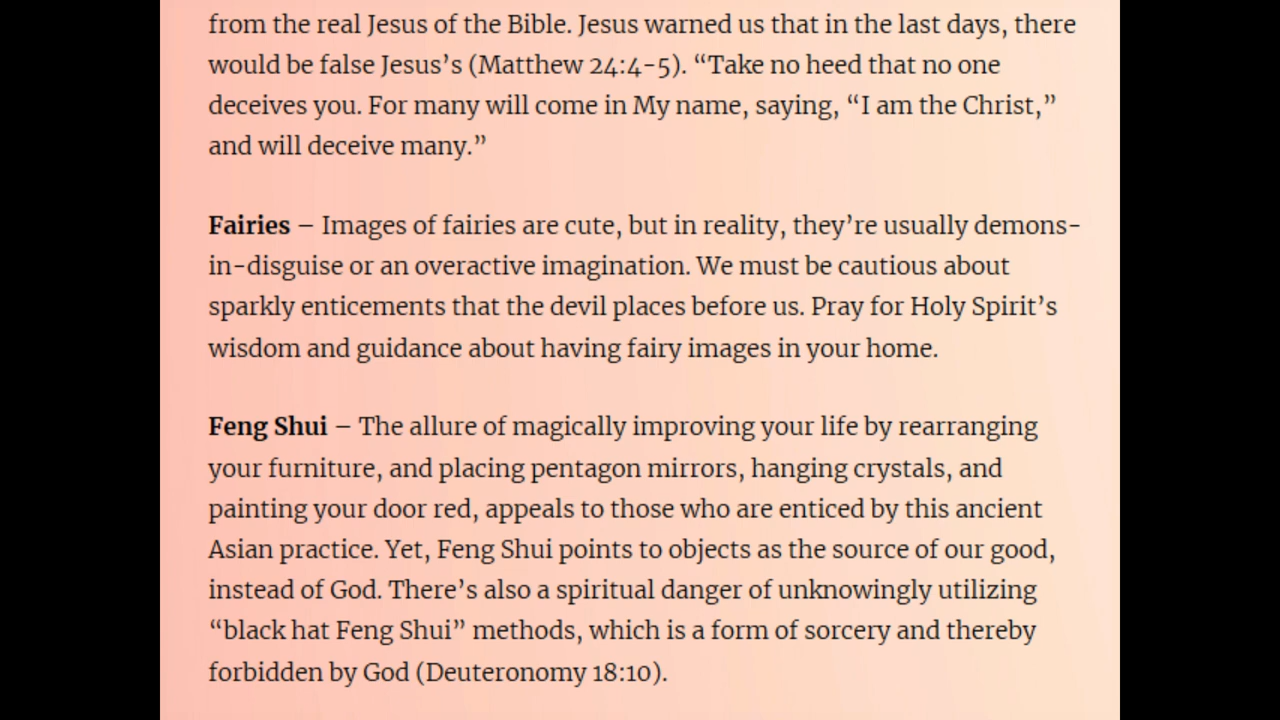 from the real Jesus of the Bible. Jesus warned us that in the last days, there
would be false Jesus’s (Matthew 24:4-5). “Take no heed that no one
deceives you. For many will come in My name, saying, “I am the Christ,”
and will deceive many.”
Fairies – Images of fairies are cute, but in reality, they’re usually demons-
in-disguise or an overactive imagination. We must be cautious about
sparkly enticements that the devil places before us. Pray for Holy Spirit’s
wisdom and guidance about having fairy images in your home.
Feng Shui – The allure of magically improving your life by rearranging
your furniture, and placing pentagon mirrors, hanging crystals, and
painting your door red, appeals to those who are enticed by this ancient
Asian practice. Yet, Feng Shui points to objects as the source of our good,
instead of God. There’s also a spiritual danger of unknowingly utilizing
“black hat Feng Shui” methods, which is a form of sorcery and thereby
forbidden by God (Deuteronomy 18:10).